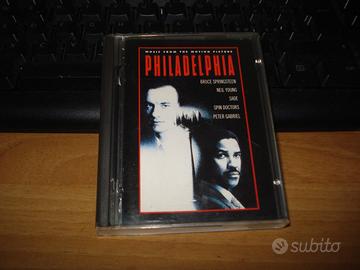 MUSIC FROM THE MOTION PICTURE
PHILADELPHIA
BRUCE SPRINGSTEEN
NEIL YOUNG
SADE
SPIN DOCTORS
PETER GABRIEL
subito